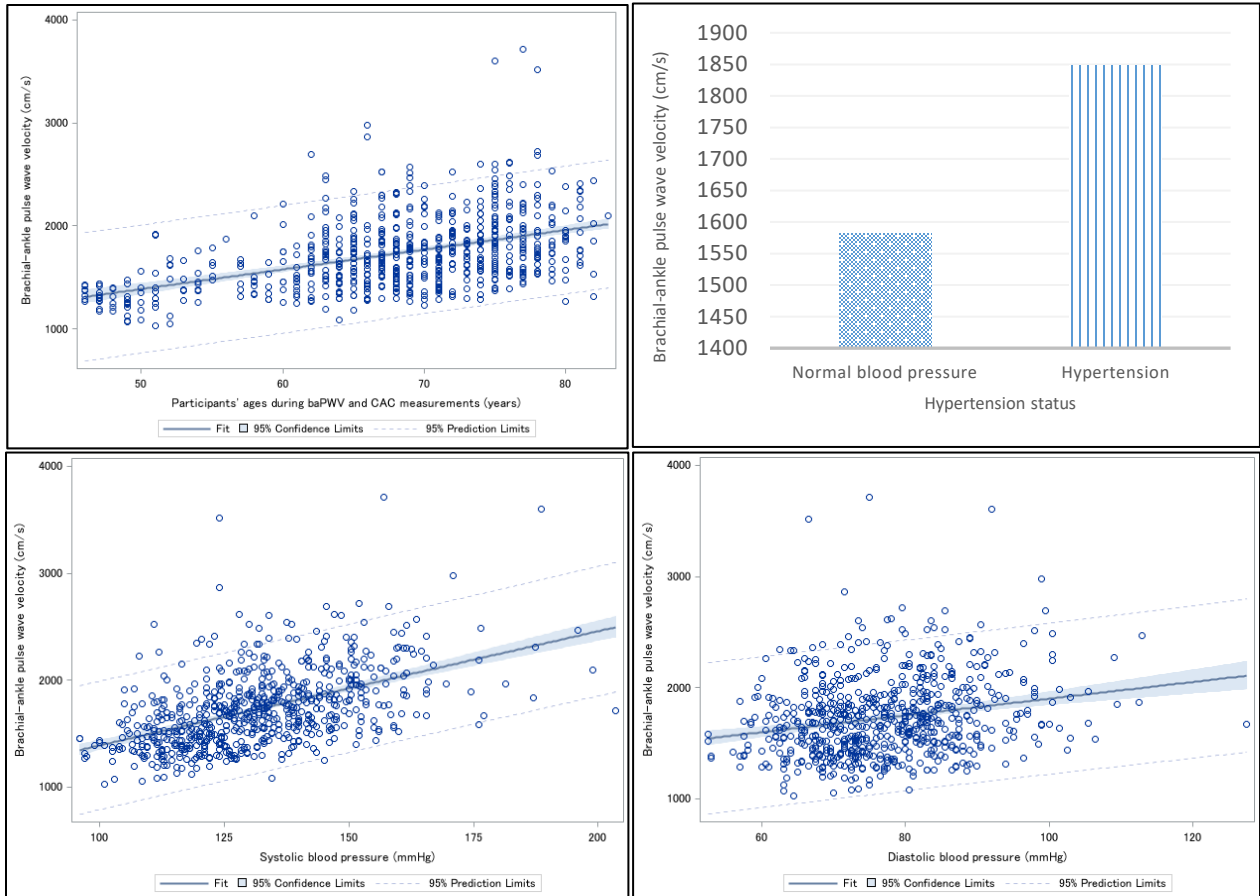 4000
3000
2000
1000
Brachial-ankle pulse wave velocity (cm/s)
50 60 70 80
Participants' ages during baPWV and CAC measurements (years)
Fit 95% Confidence Limits 95% Prediction Limits
1900
1850
1800
1750
1700
1650
1600
1550
1500
1450
1400
Brachial-ankle pulse wave velocity (cm/s)
Normal blood pressure Hypertension
Hypertension status
4000
3000
2000
1000
Brachial-ankle pulse wave velocity (cm/s)
100 125 150 175 200
Systolic blood pressure (mmHg)
Fit 95% Confidence Limits 95% Prediction Limits
4000
3000
2000
1000
Brachial-ankle pulse wave velocity (cm/s)
60 80 100 120
Diastolic blood pressure (mmHg)
Fit 95% Confidence Limits 95% Prediction Limits